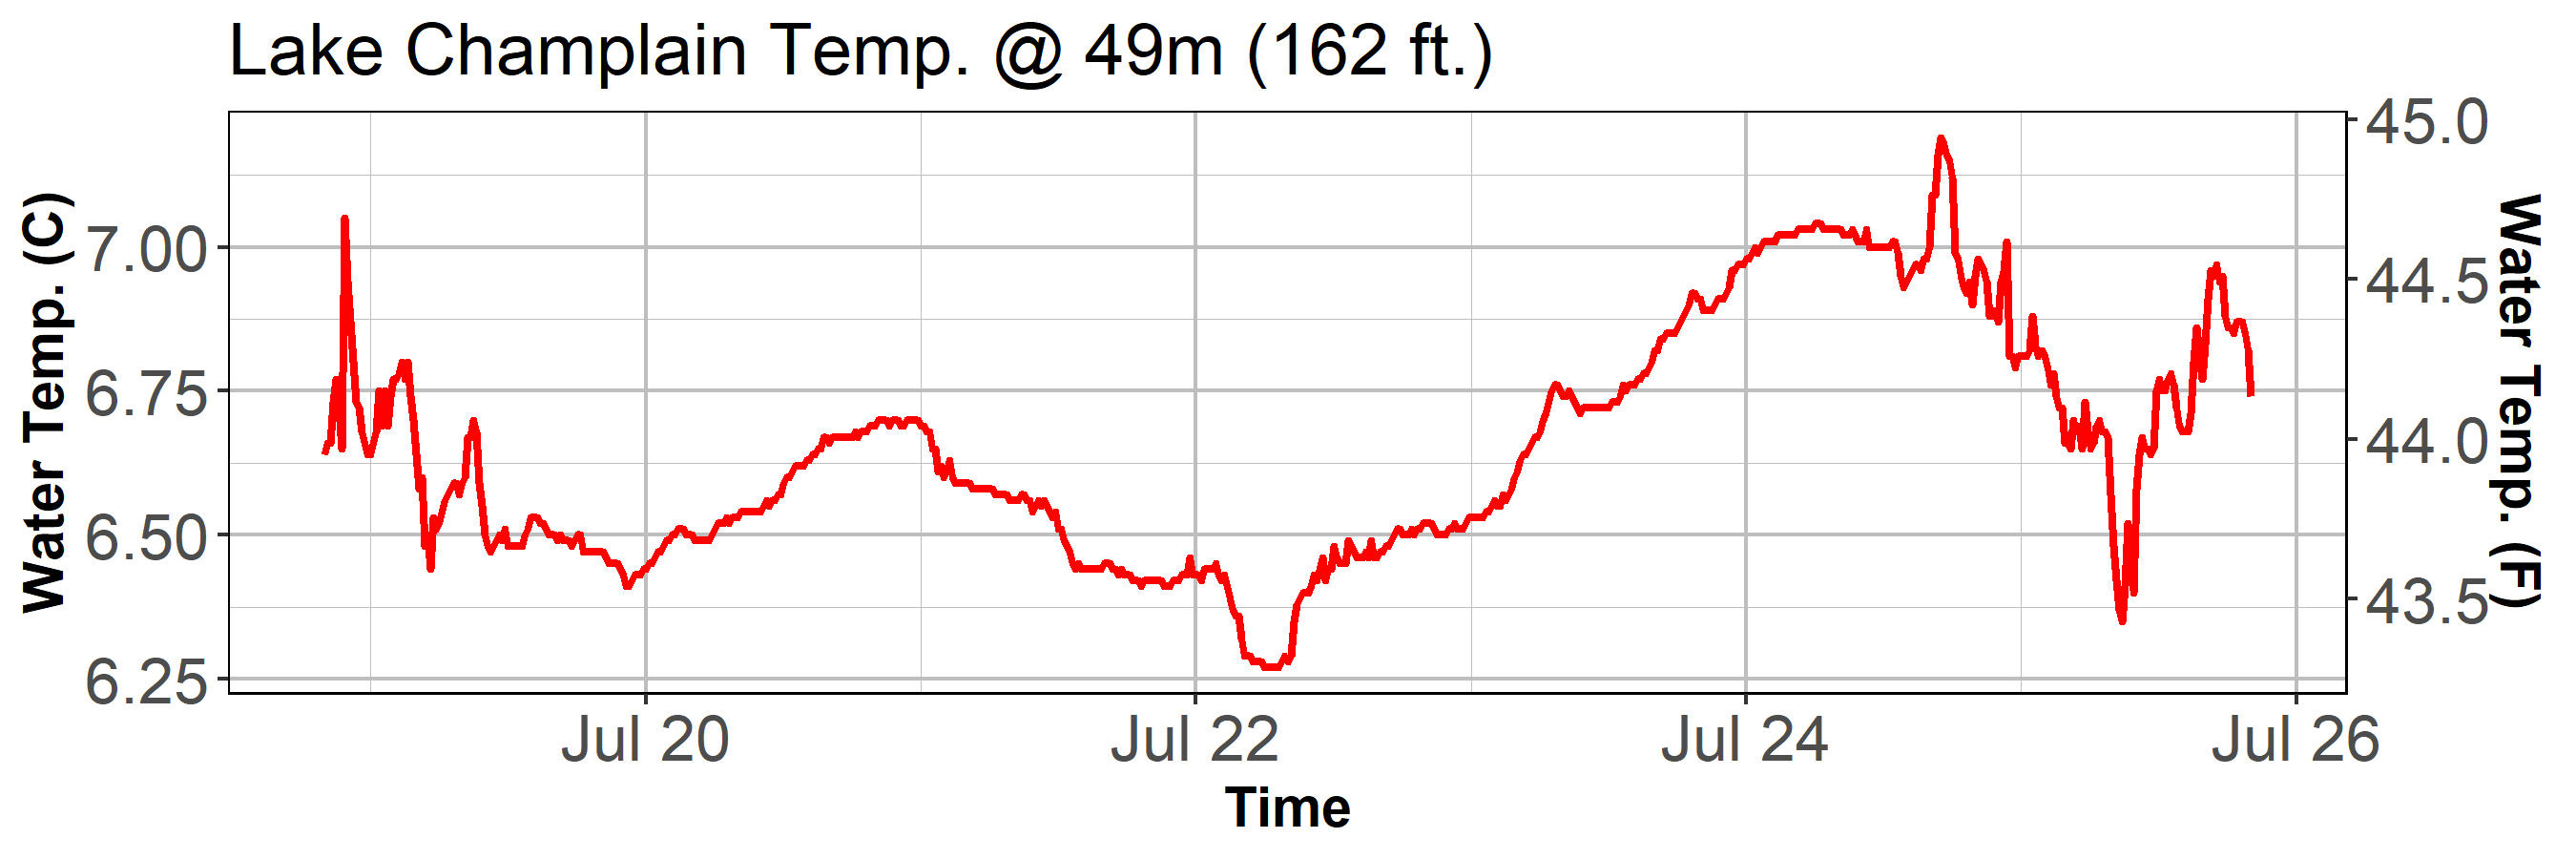 Lake Champlain Temp. @ 49m (162 ft.)
Water Temp. (C)
7.00
6.75
6.50
6.25
45.0
44.5
44.0
43.5
Water Temp. (F)
Jul 20
Jul 22
Jul 24
Jul 26
Time